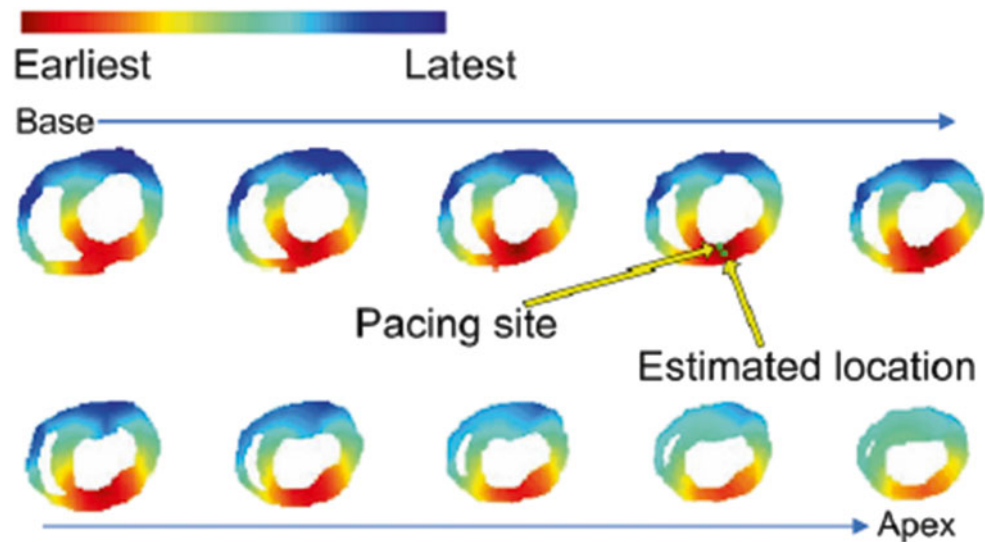 Earliest Latest
Base
Pacing site
Estimated location
Apex